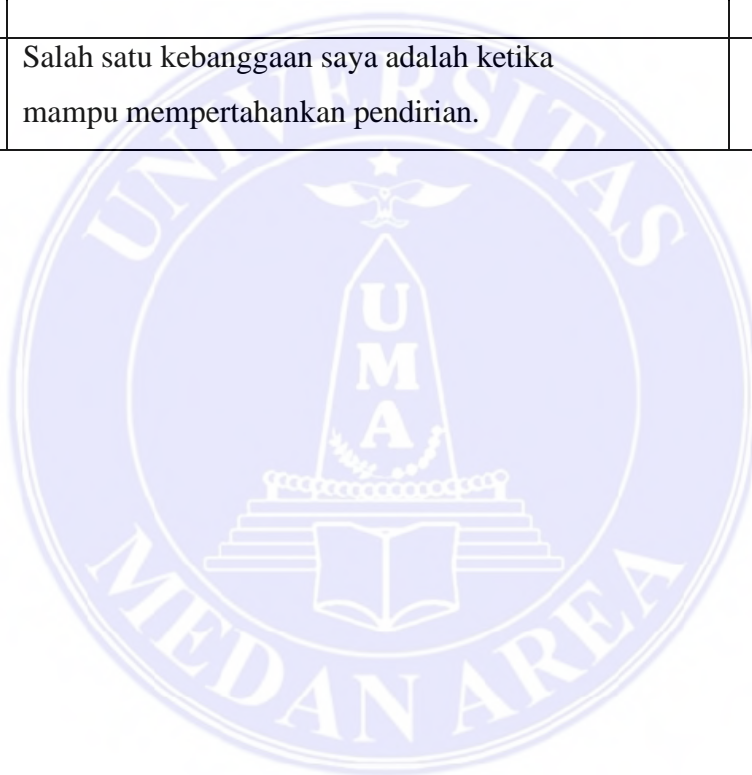 Salah satu kebanggaan saya adalah ketika
mampu mempertahankan pendirian.
UNIVERSITAS
U
M
A
MEDAN AREA